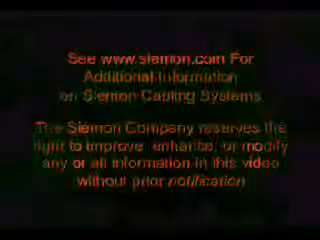 See www.siemon.com For
Additional Information
on Siemon Cabling Systems
The Siemon Company reserves the
right to improve, enhance, or modify
any or all information in this video
without prior notification